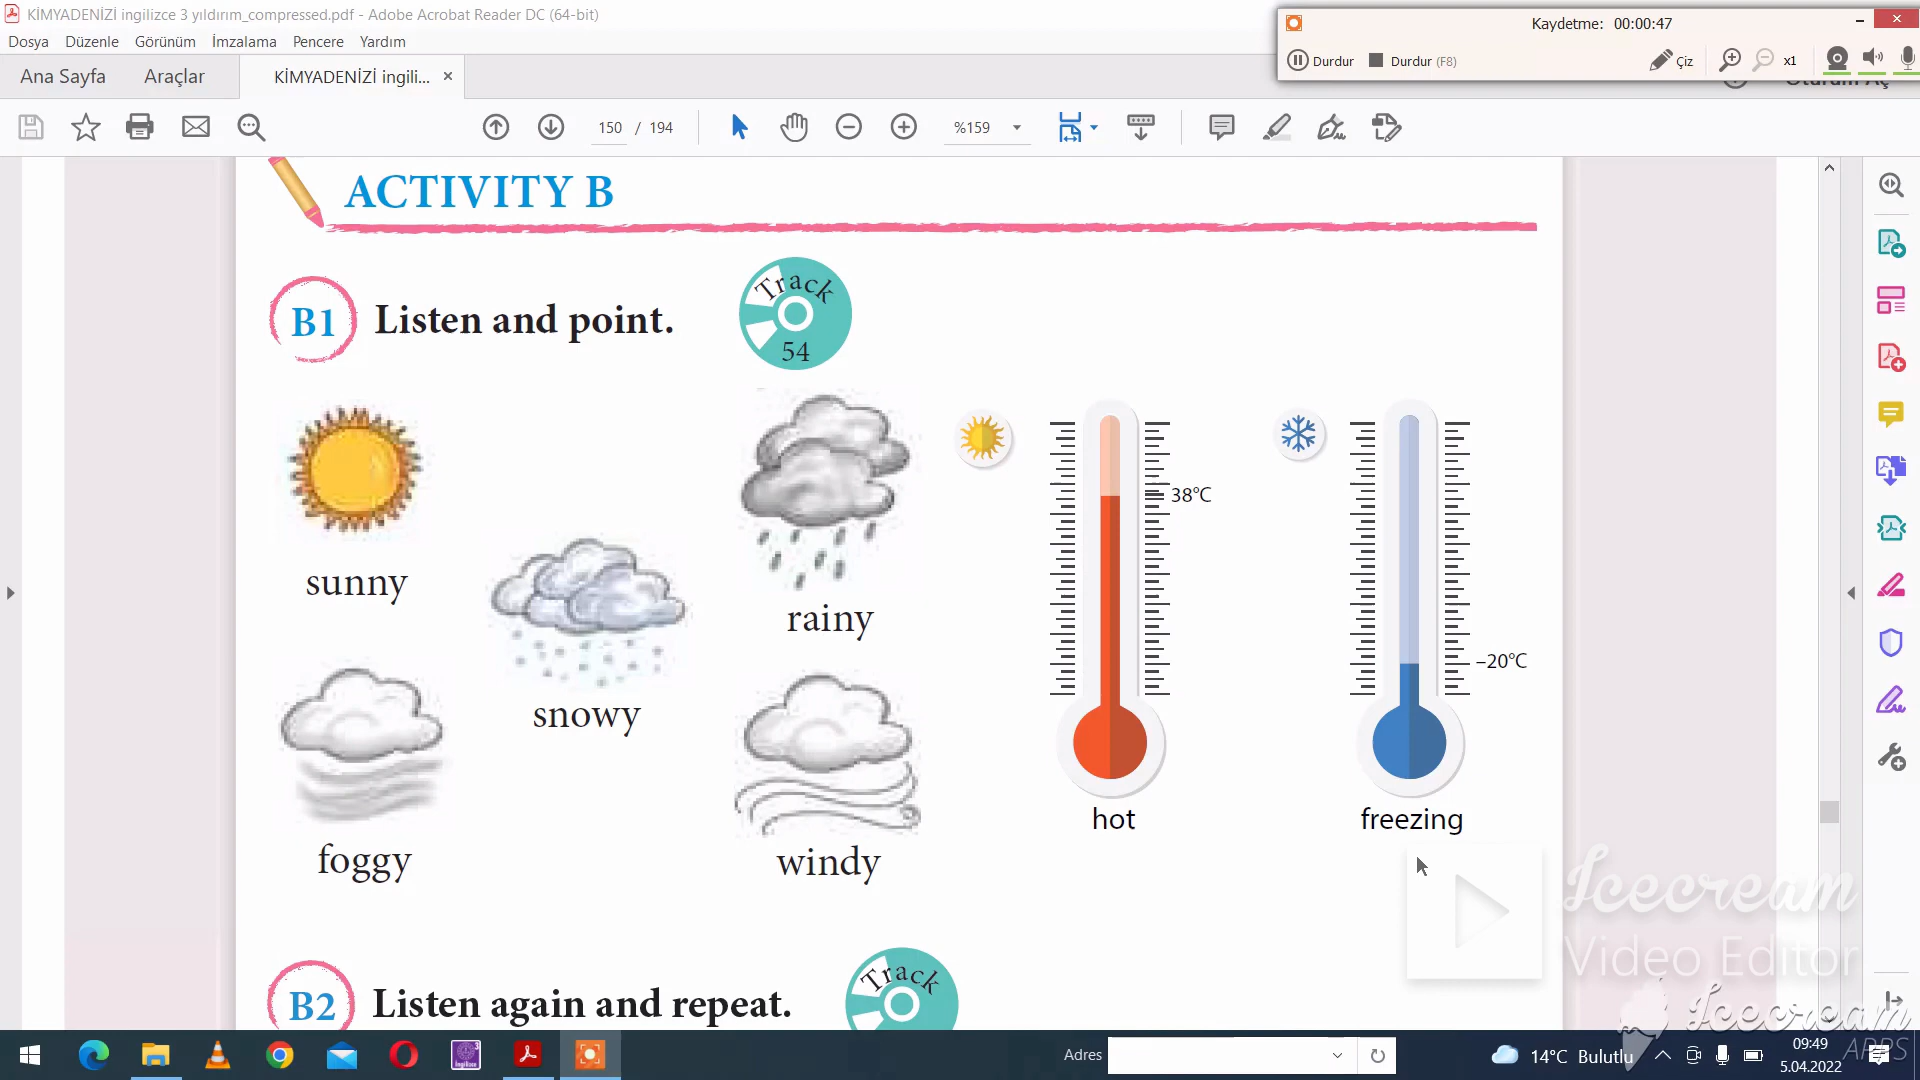 KİMYADENİZİ ingilizce 3 yıldırım_compressed.pdf - Adobe Acrobat Reader DC (64-bit)
Kaydetme: 00:00:47
Dosya Düzenle Görünüm İmzalama Pencere Yardım
Durdur Durdur (F8) Çiz x1
Ana Sayfa Araçlar KİMYADENİZİ ingili... ×
150 / 194 %159
ACTIVITY B
B1 Listen and point. Track 54
38°C
–20°C
sunny
rainy
snowy
hot
freezing
foggy
windy
Icecream
Video Editor
B2 Listen again and repeat. Track
Icecream
APPS
Adres
14°C Bulutlu
09:49
5.04.2022